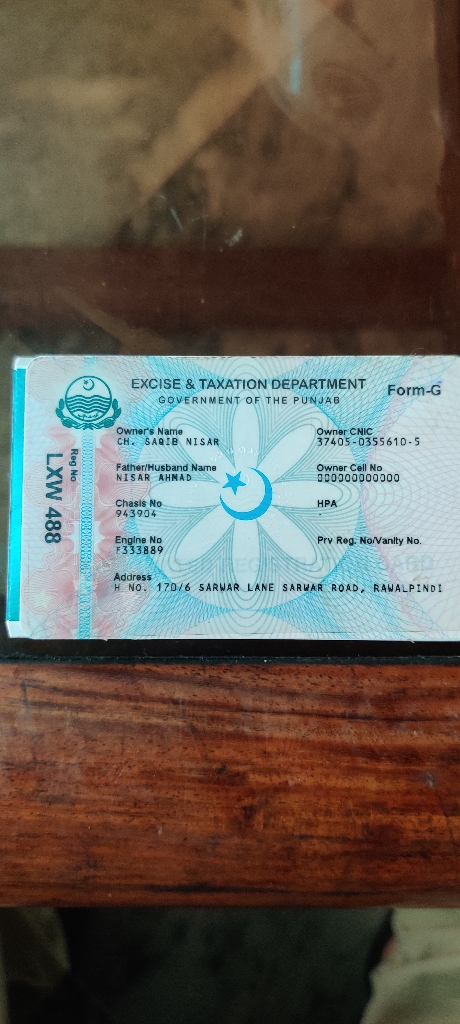 EXCISE & TAXATION DEPARTMENT
GOVERNMENT OF THE PUNJAB
Form-G
Reg No
LXW 488
Owner's Name
CH. SAQIB NISAR
Owner CNIC
37405-0355610-5
Father/Husband Name
NISAR AHMAD
Owner Cell No
000000000000
Chasis No
943904
HPA
-
Engine No
F333889
Prv Reg. No/Vanity No.
Address
H NO. 170/6 SARWAR LANE SARWAR ROAD, RAWALPINDI